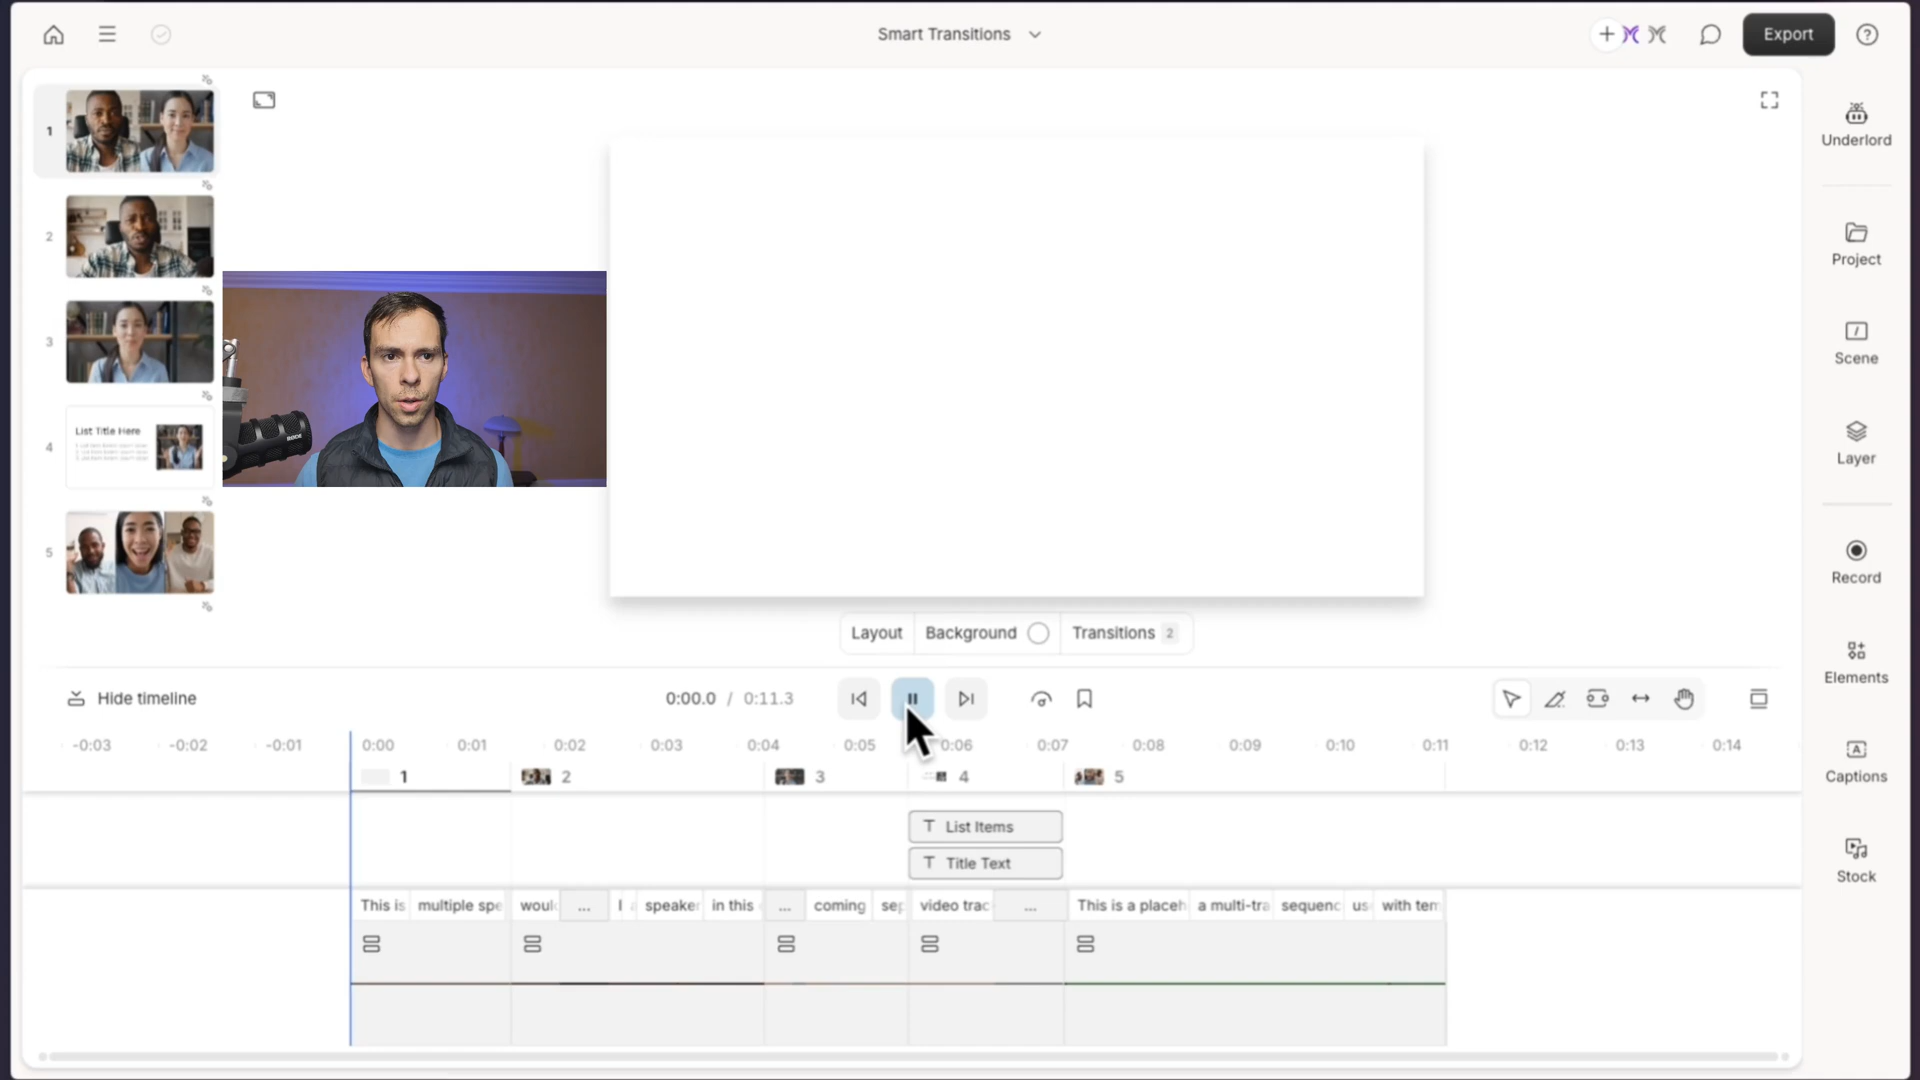 Smart Transitions
Export
1
2
3
4
List Title Here
5
RODE
Underlord
Project
Scene
Layer
Record
Elements
Captions
Stock
Layout Background Transitions 2
Hide timeline
0:00.0 / 0:11.3
-0:03 -0:02 -0:01 0:00 0:01 0:02 0:03 0:04 0:05 0:06 0:07 0:08 0:09 0:10 0:11 0:12 0:13 0:14
1 2 3 4 5
T List Items
T Title Text
This is multiple spe woul ... I speaker in this ... coming sep video trac ... This is a placeh a multi-tra sequenc us with tem